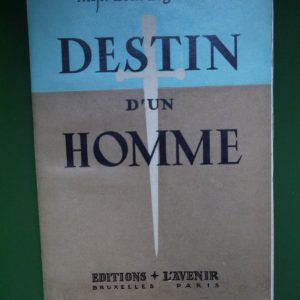 DESTIN
D'UN
HOMME
EDITIONS + L'AVENIR
BRUXELLES PARIS